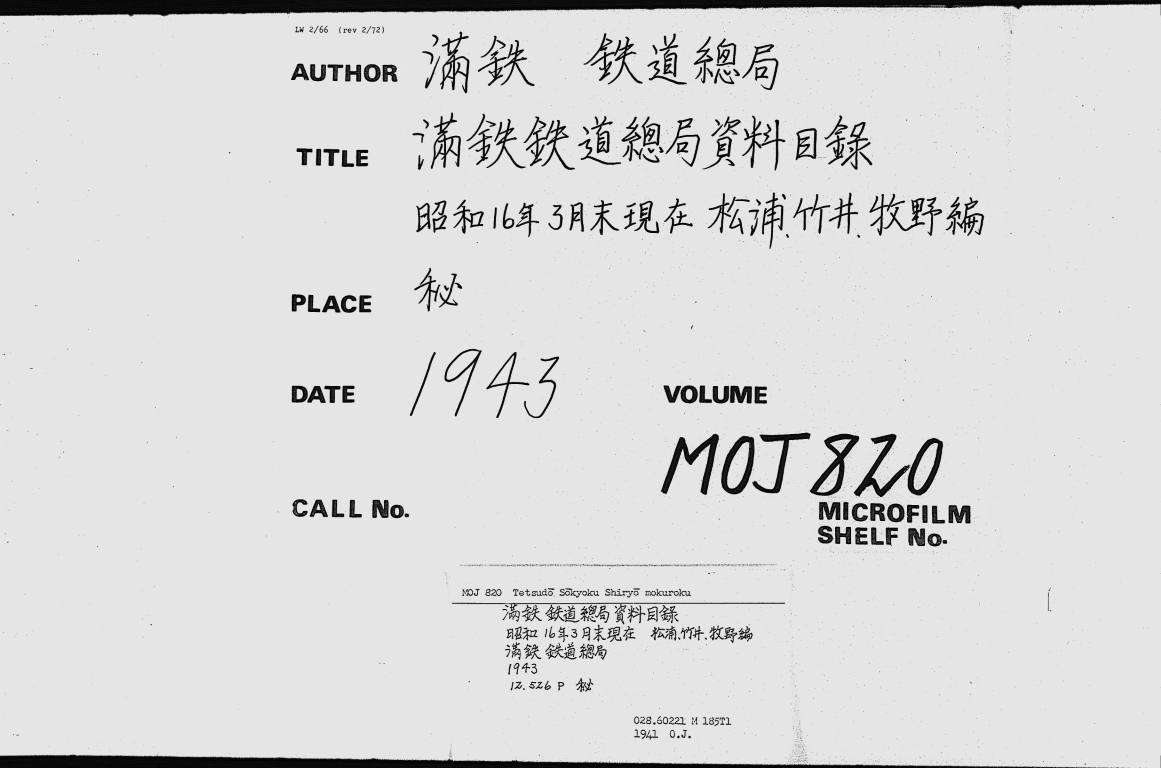 LW 2/66 (rev 2/72)
AUTHOR 滿鉄 鉄道總局
TITLE 滿鉄鉄道總局資料目録
昭和16年3月末現在 松浦、竹井、牧野編
PLACE 秘
DATE 1943
VOLUME
MOJ 820
CALL No.
MICROFILM
SHELF No.
MOJ 820 Tetsudō Sōkyoku Shiryō mokuroku
滿鉄 鉄道總局資料目録
昭和16年3月末現在 松浦、竹井、牧野編
滿鉄 鉄道總局
1943
12.526 P 秘
028.60221 M 185T1
1941 O.J.